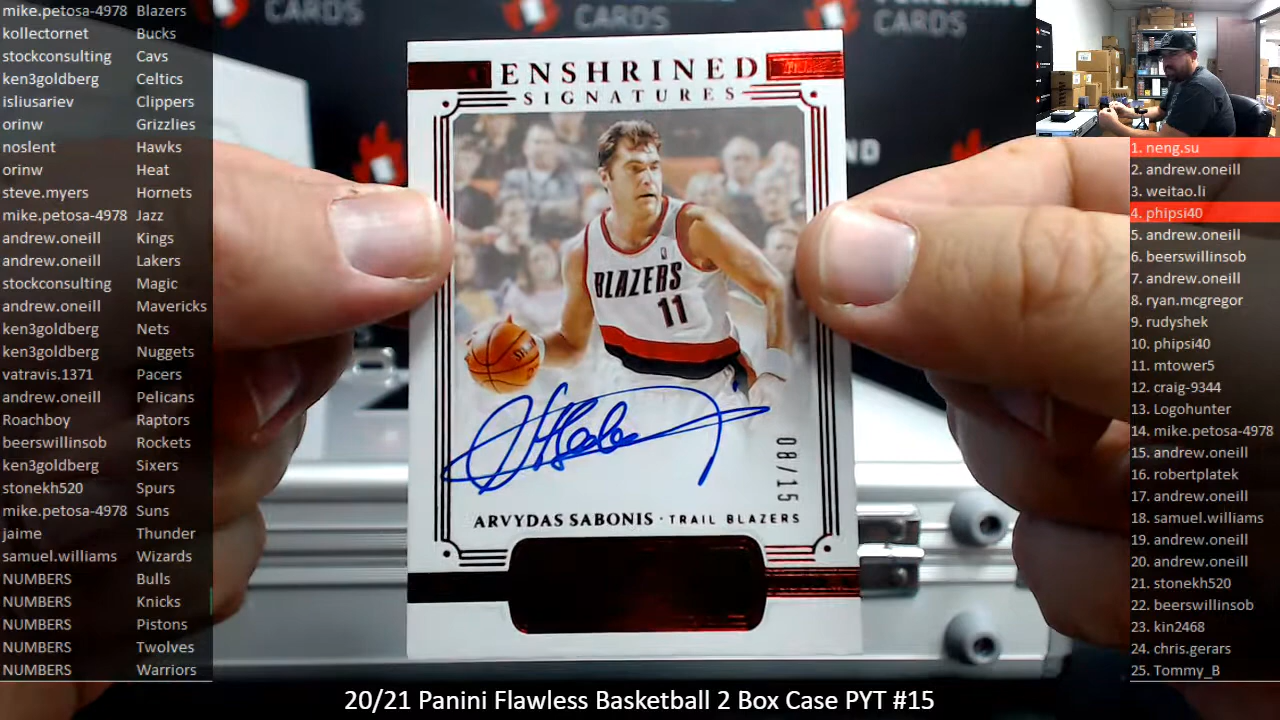 mike.petosa-4978 Blazers
kollectornet Bucks
stockconsulting Cavs
ken3goldberg Celtics
isliusariev Clippers
orinw Grizzlies
noslent Hawks
orinw Heat
steve.myers Hornets
mike.petosa-4978 Jazz
andrew.oneill Kings
andrew.oneill Lakers
stockconsulting Magic
andrew.oneill Mavericks
ken3goldberg Nets
ken3goldberg Nuggets
vatravis.1371 Pacers
andrew.oneill Pelicans
Roachboy Raptors
beerswillinsob Rockets
ken3goldberg Sixers
stonekh520 Spurs
mike.petosa-4978 Suns
jaime Thunder
samuel.williams Wizards
NUMBERS Bulls
NUMBERS Knicks
NUMBERS Pistons
NUMBERS Twolves
NUMBERS Warriors
CARDS
CARDS
CARDS
ENSHRINED
SIGNATURES
BLAZERS
11
08/15
ARVYDAS SABONIS · TRAIL BLAZERS
1. neng.su
2. andrew.oneill
3. weitao.li
4. phipsi40
5. andrew.oneill
6. beerswillinsob
7. andrew.oneill
8. ryan.mcgregor
9. rudyshek
10. phipsi40
11. mtower5
12. craig-9344
13. Logohunter
14. mike.petosa-4978
15. andrew.oneill
16. robertplatek
17. andrew.oneill
18. samuel.williams
19. andrew.oneill
20. andrew.oneill
21. stonekh520
22. beerswillinsob
23. kin2468
24. chris.gerars
25. Tommy_B
20/21 Panini Flawless Basketball 2 Box Case PYT #15